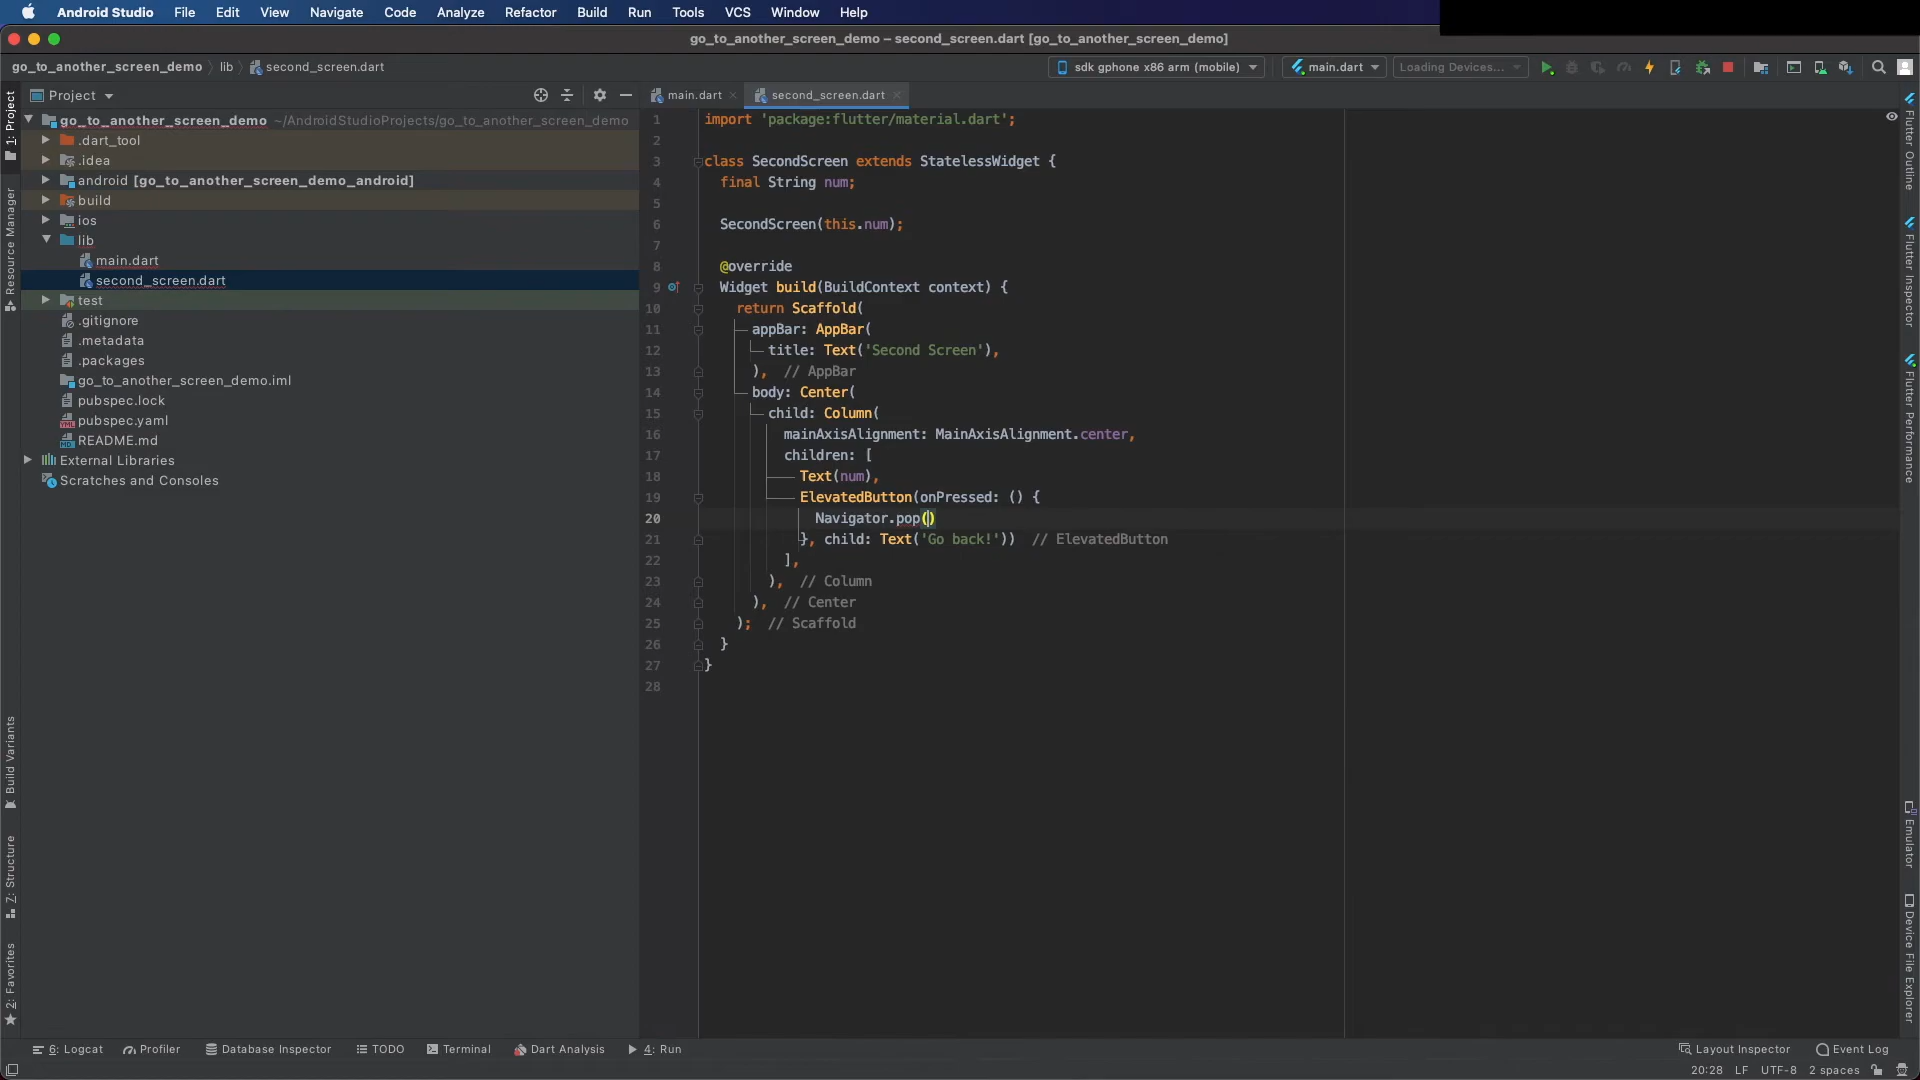 Android Studio File Edit View Navigate Code Analyze Refactor Build Run Tools VCS Window Help
go_to_another_screen_demo – second_screen.dart [go_to_another_screen_demo]
go_to_another_screen_demo lib second_screen.dart
sdk gphone x86 arm (mobile) main.dart Loading Devices...
Project
main.dart second_screen.dart
go_to_another_screen_demo ~/AndroidStudioProjects/go_to_another_screen_demo
.dart_tool
.idea
android [go_to_another_screen_demo_android]
build
ios
lib
main.dart
second_screen.dart
test
.gitignore
.metadata
.packages
go_to_another_screen_demo.iml
pubspec.lock
pubspec.yaml
README.md
External Libraries
Scratches and Consoles
1: Project
Resource Manager
Build Variants
Z: Structure
2: Favorites
1 import 'package:flutter/material.dart';
2
3 class SecondScreen extends StatelessWidget {
4 final String num;
5
6 SecondScreen(this.num);
7
8 @override
9 Widget build(BuildContext context) {
10 return Scaffold(
11 appBar: AppBar(
12 title: Text('Second Screen'),
13 ), // AppBar
14 body: Center(
15 child: Column(
16 mainAxisAlignment: MainAxisAlignment.center,
17 children: [
18 Text(num),
19 ElevatedButton(onPressed: () {
20 Navigator.pop()
21 }, child: Text('Go back!')) // ElevatedButton
22 ],
23 ), // Column
24 ), // Center
25 ); // Scaffold
26 }
27 }
28
Flutter Outline
Flutter Inspector
Flutter Performance
Emulator
Device File Explorer
6: Logcat Profiler Database Inspector TODO Terminal Dart Analysis 4: Run Layout Inspector Event Log
20:28 LF UTF-8 2 spaces